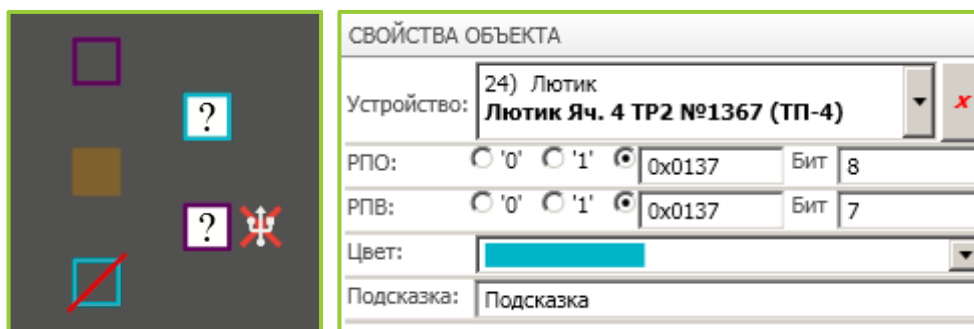 ?
?
СВОЙСТВА ОБЪЕКТА
Устройство: 24) Лютик
Лютик Яч. 4 ТР2 №1367 (ТП-4)
x
РПО: '0' '1' 0x0137 Бит 8
РПВ: '0' '1' 0x0137 Бит 7
Цвет:
Подсказка: Подсказка